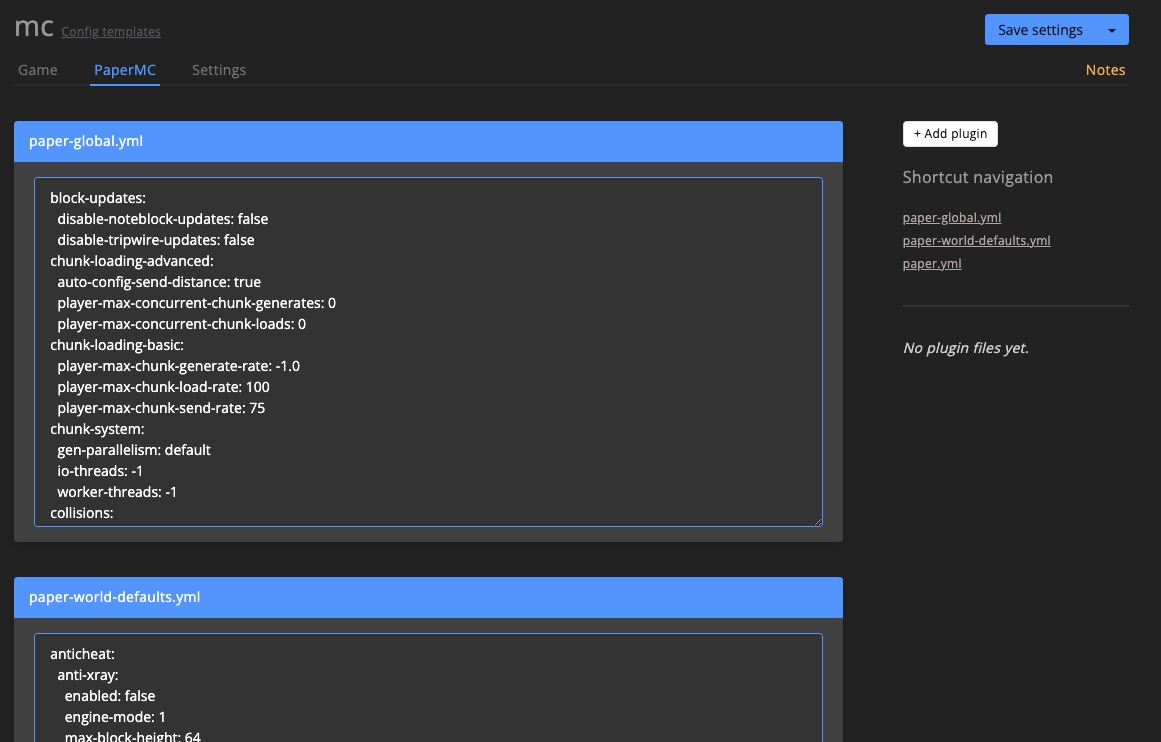 mc Config templates
Save settings
Game PaperMC Settings Notes
paper-global.yml
block-updates:
  disable-noteblock-updates: false
  disable-tripwire-updates: false
chunk-loading-advanced:
  auto-config-send-distance: true
  player-max-concurrent-chunk-generates: 0
  player-max-concurrent-chunk-loads: 0
chunk-loading-basic:
  player-max-chunk-generate-rate: -1.0
  player-max-chunk-load-rate: 100
  player-max-chunk-send-rate: 75
chunk-system:
  gen-parallelism: default
  io-threads: -1
  worker-threads: -1
collisions:
paper-world-defaults.yml
anticheat:
  anti-xray:
    enabled: false
    engine-mode: 1
    max-block-height: 64
+ Add plugin
Shortcut navigation
paper-global.yml
paper-world-defaults.yml
paper.yml
No plugin files yet.